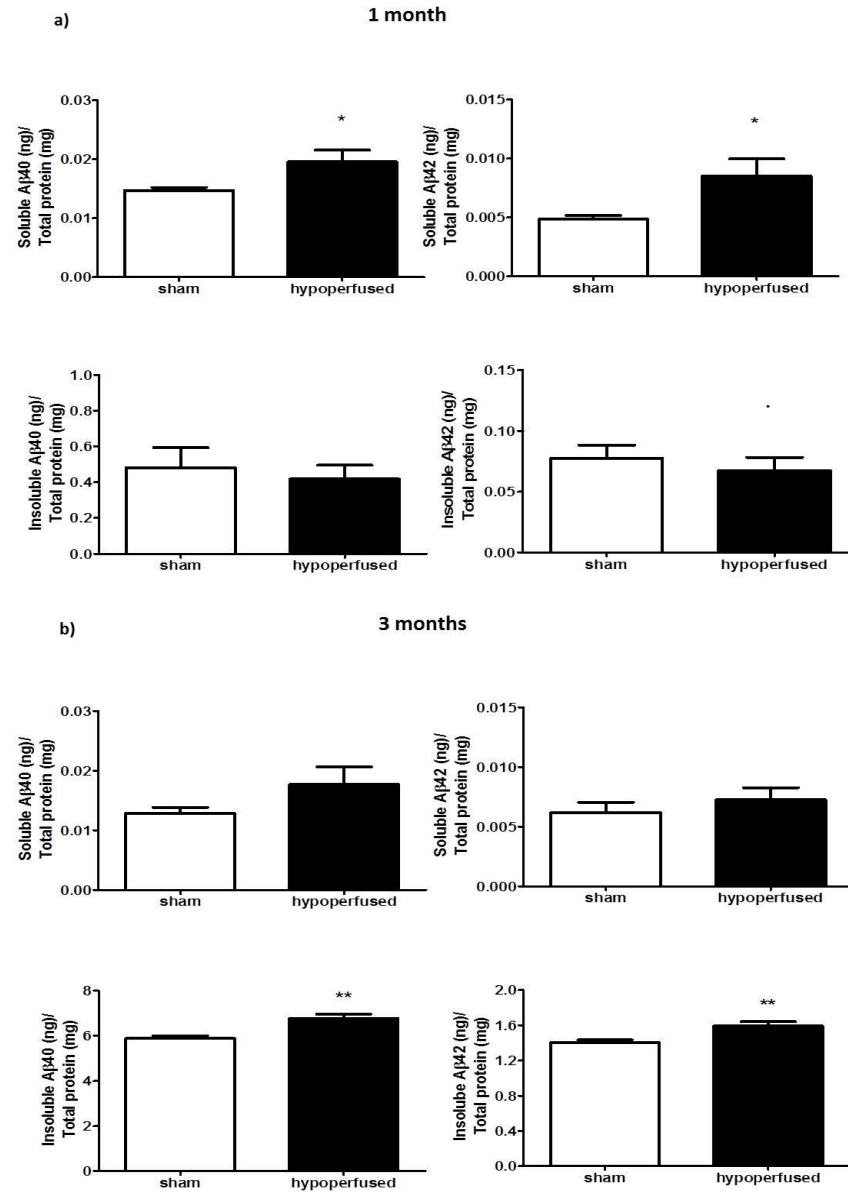 a)
1 month
Soluble Aβ40 (ng)/
Total protein (mg)
0.03
0.02
0.01
0.00
*
sham
hypoperfused
Soluble Aβ42 (ng)/
Total protein (mg)
0.015
0.010
0.005
0.000
*
sham
hypoperfused
Insoluble Aβ40 (ng)/
Total protein (mg)
1.0
0.8
0.6
0.4
0.2
0.0
sham
hypoperfused
Insoluble Aβ42 (ng)/
Total protein (mg)
0.15
0.10
0.05
0.00
sham
hypoperfused
b)
3 months
Soluble Aβ40 (ng)/
Total protein (mg)
0.03
0.02
0.01
0.00
sham
hypoperfused
Soluble Aβ42 (ng)/
Total protein (mg)
0.015
0.010
0.005
0.000
sham
hypoperfused
Insoluble Aβ40 (ng)/
Total protein (mg)
8
6
4
2
0
**
sham
hypoperfused
Insolube Aβ42 (ng)/
Total protein (mg)
2.0
1.6
1.2
0.8
0.4
0.0
**
sham
hypoperfused